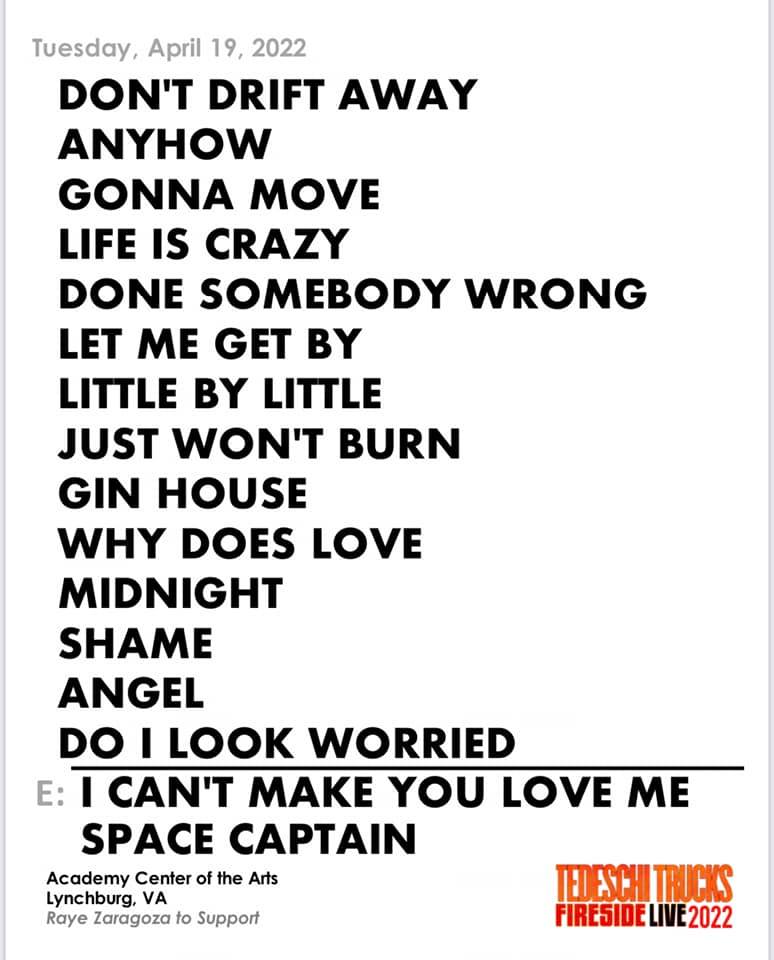 Tuesday, April 19, 2022
DON'T DRIFT AWAY
ANYHOW
GONNA MOVE
LIFE IS CRAZY
DONE SOMEBODY WRONG
LET ME GET BY
LITTLE BY LITTLE
JUST WON'T BURN
GIN HOUSE
WHY DOES LOVE
MIDNIGHT
SHAME
ANGEL
DO I LOOK WORRIED
E: I CAN'T MAKE YOU LOVE ME
SPACE CAPTAIN
Academy Center of the Arts
Lynchburg, VA
Raye Zaragoza to Support
TEDESCHI TRUCKS
FIRESIDE LIVE 2022